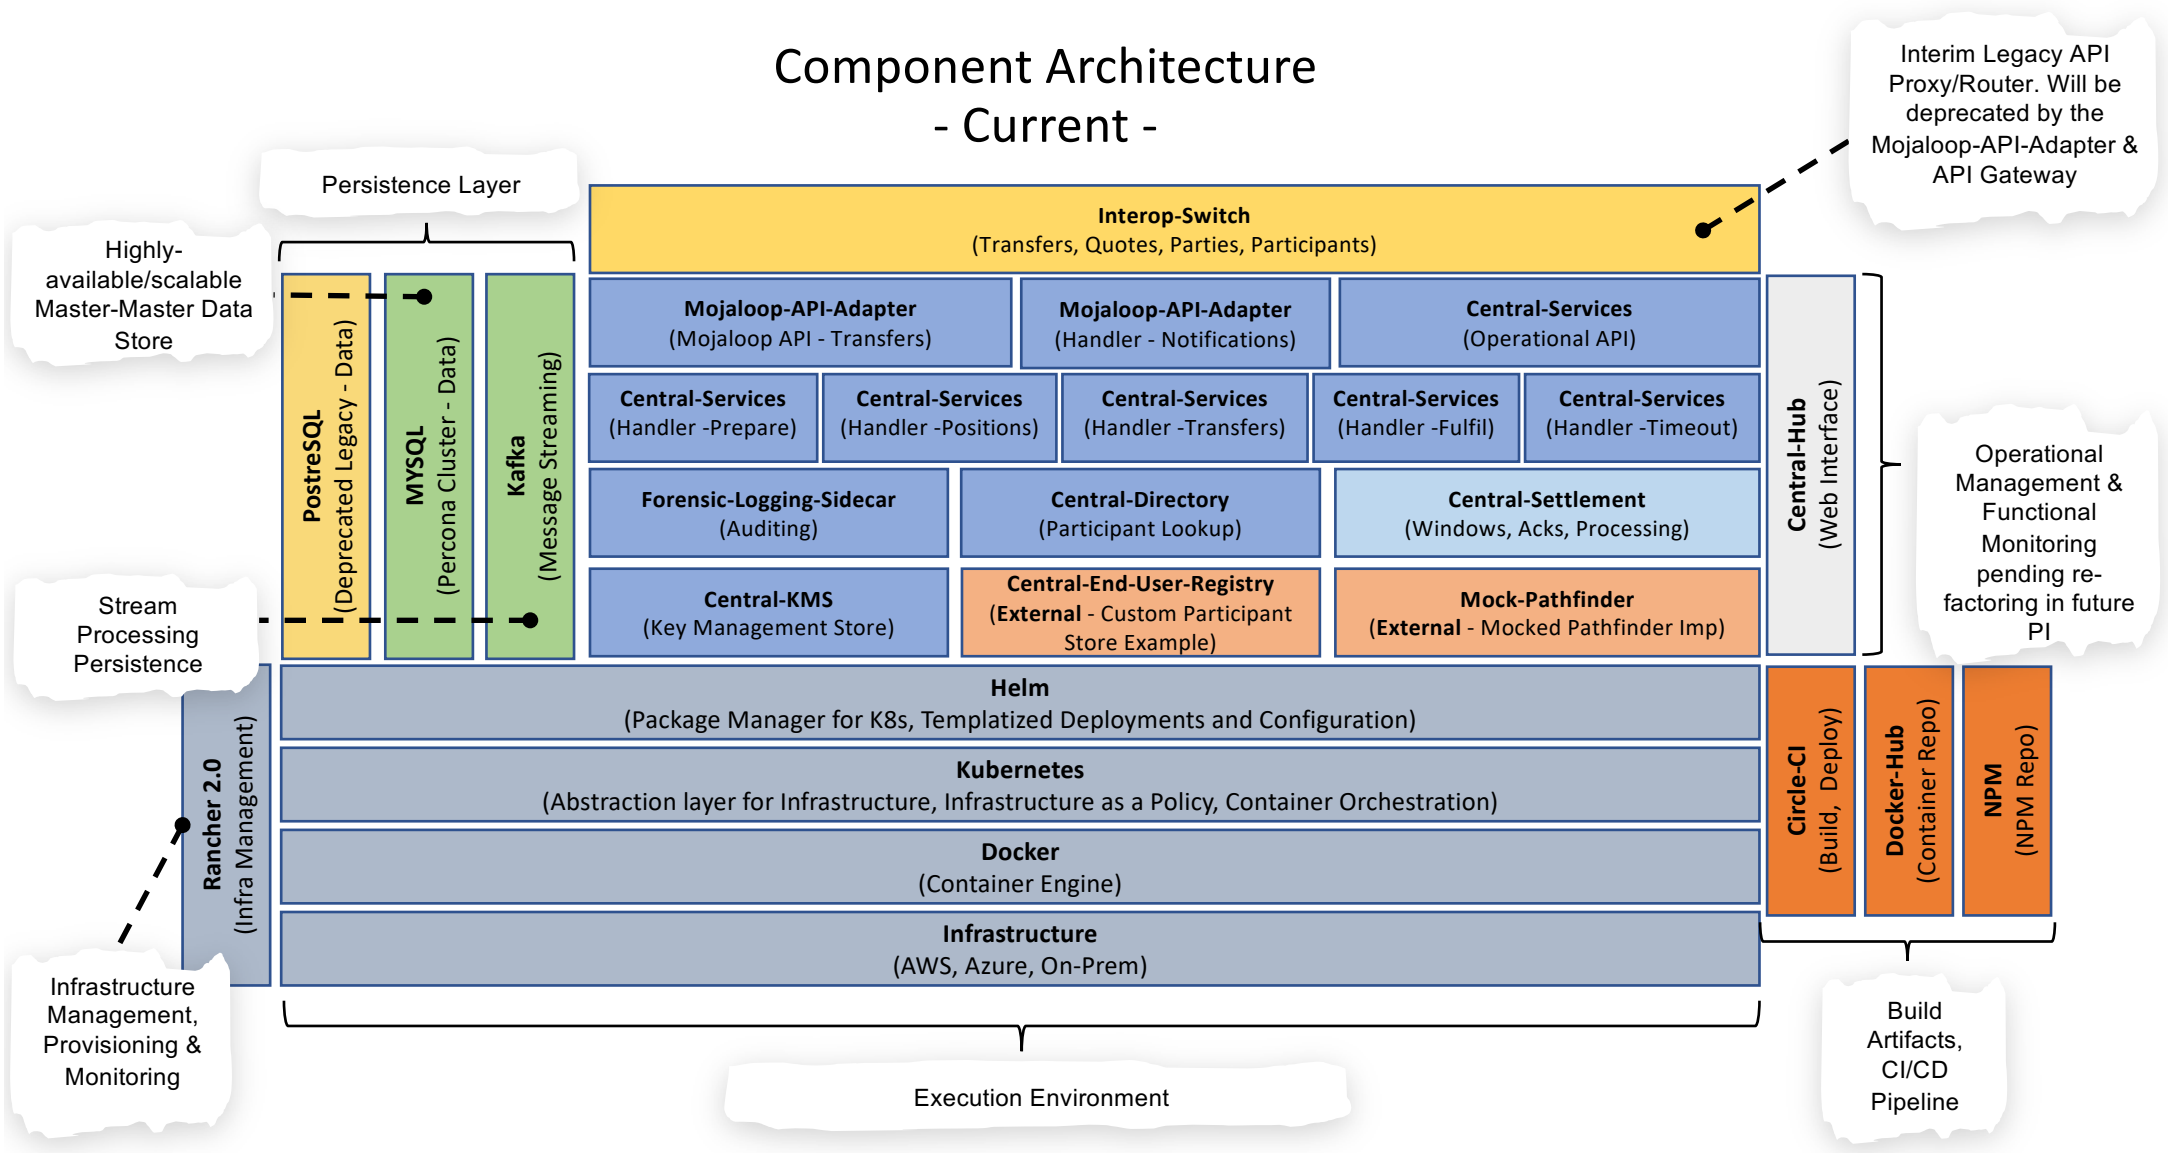 Component Architecture
- Current -
Interim Legacy API
Proxy/Router. Will be
deprecated by the
Mojaloop-API-Adapter &
API Gateway
Persistence Layer
Highly-
available/scalable
Master-Master Data
Store
Interop-Switch
(Transfers, Quotes, Parties, Participants)
PostreSQL
(Deprecated Legacy - Data)
MYSQL
(Percona Cluster - Data)
Kafka
(Message Streaming)
Mojaloop-API-Adapter
(Mojaloop API - Transfers)
Mojaloop-API-Adapter
(Handler - Notifications)
Central-Services
(Operational API)
Central-Services
(Handler -Prepare)
Central-Services
(Handler -Positions)
Central-Services
(Handler -Transfers)
Central-Services
(Handler -Fulfil)
Central-Services
(Handler -Timeout)
Forensic-Logging-Sidecar
(Auditing)
Central-Directory
(Participant Lookup)
Central-Settlement
(Windows, Acks, Processing)
Central-KMS
(Key Management Store)
Central-End-User-Registry
(External - Custom Participant
Store Example)
Mock-Pathfinder
(External - Mocked Pathfinder Imp)
Central-Hub
(Web Interface)
Operational
Management &
Functional
Monitoring
pending re-
factoring in future
PI
Stream
Processing
Persistence
Rancher 2.0
(Infra Management)
Helm
(Package Manager for K8s, Templatized Deployments and Configuration)
Kubernetes
(Abstraction layer for Infrastructure, Infrastructure as a Policy, Container Orchestration)
Docker
(Container Engine)
Infrastructure
(AWS, Azure, On-Prem)
Circle-CI
(Build, Deploy)
Docker-Hub
(Container Repo)
NPM
(NPM Repo)
Infrastructure
Management,
Provisioning &
Monitoring
Execution Environment
Build
Artifacts,
CI/CD
Pipeline